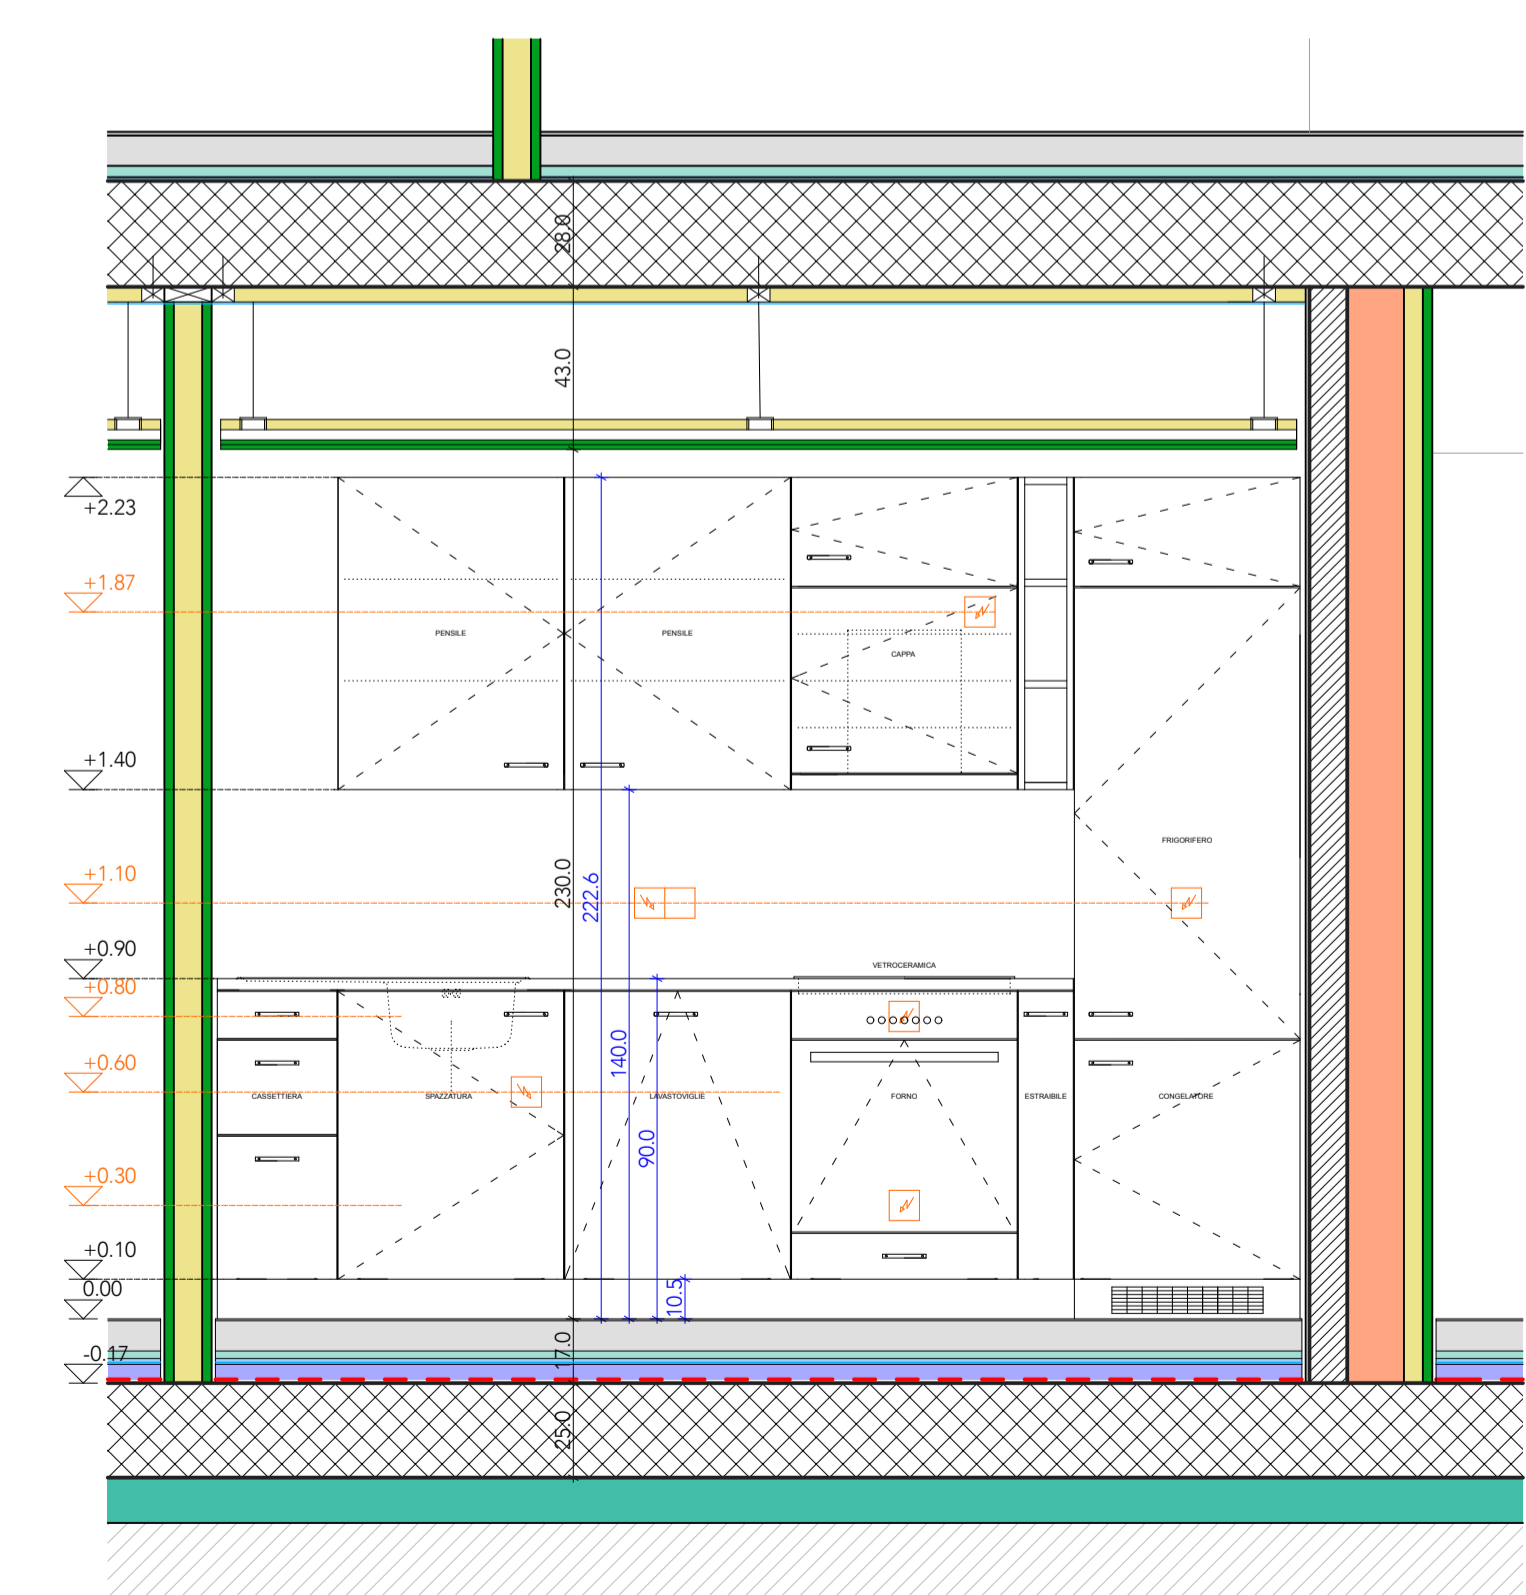 28.0
43.0
+2.23
+1.87
PENSILE
PENSILE
CAPPA
+1.40
FRIGORIFERO
+1.10
230.0
222.6
+0.90
VETROCERAMICA
+0.80
140.0
+0.60
CASSETTIERA
SPAZZATURA
LAVASTOVIGLIE
FORNO
ESTRAIBILE
CONGELATORE
90.0
+0.30
+0.10
10.5
0.00
17.0
-0.17
25.0